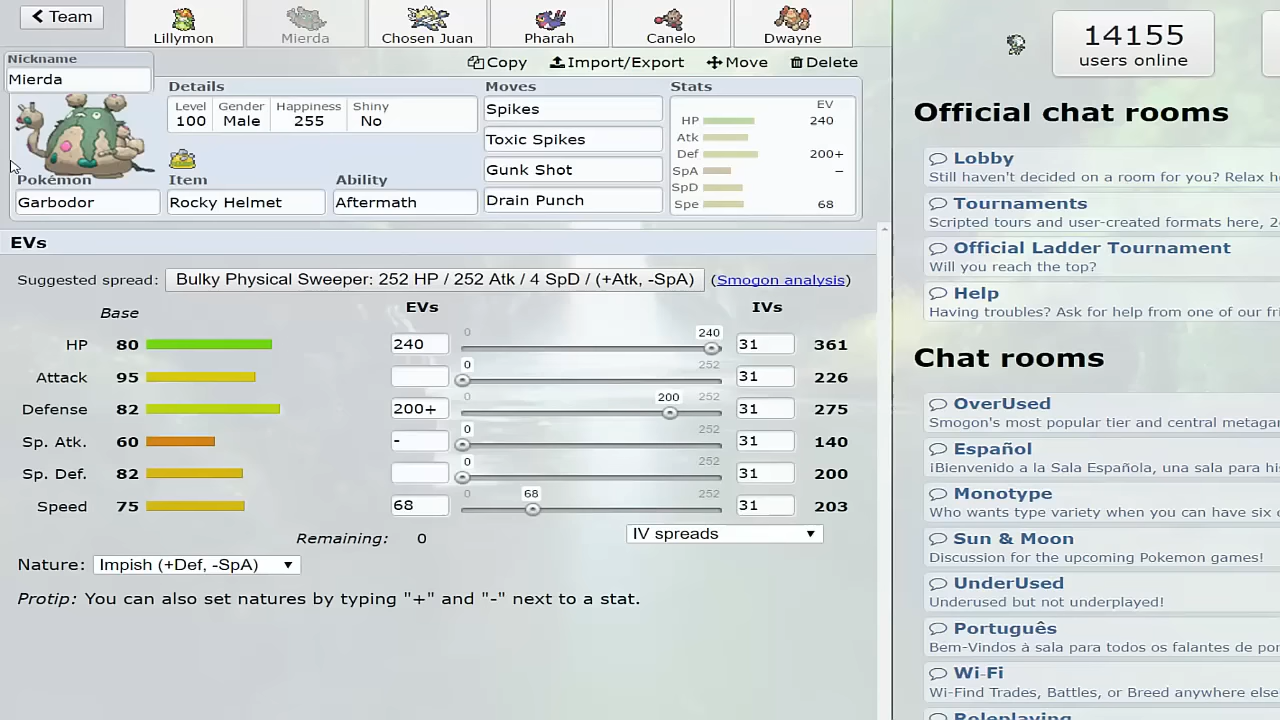 Team
Lillymon
Mierda
Chosen Juan
Pharah
Canelo
Dwayne
Nickname
Mierda
Copy
Import/Export
Move
Delete
Details
Level
100
Gender
Male
Happiness
255
Shiny
No
Pokémon
Garbodor
Item
Rocky Helmet
Ability
Aftermath
Moves
Spikes
Toxic Spikes
Gunk Shot
Drain Punch
Stats
EV
HP 240
Atk
Def 200+
SpA –
SpD
Spe 68
EVs
Suggested spread: Bulky Physical Sweeper: 252 HP / 252 Atk / 4 SpD / (+Atk, -SpA) (Smogon analysis)
Base EVs IVs
HP 80 240 0 240 31 361
Attack 95 0 252 31 226
Defense 82 200+ 0 200 252 31 275
Sp. Atk. 60 - 0 252 31 140
Sp. Def. 82 0 252 31 200
Speed 75 68 0 68 252 31 203
Remaining: 0
IV spreads
Nature: Impish (+Def, -SpA)
Protip: You can also set natures by typing "+" and "-" next to a stat.
14155
users online
Official chat rooms
Lobby
Still haven't decided on a room for you? Relax
Tournaments
Scripted tours and user-created formats here,
Official Ladder Tournament
Will you reach the top?
Help
Having troubles? Ask for help from one of our
Chat rooms
OverUsed
Smogon's most popular tier and central
Español
¡Bienvenido a la Sala Española, una sala para
Monotype
Who wants type variety when you can have six
Sun & Moon
Discussion for the upcoming Pokemon games!
UnderUsed
Underused but not underplayed!
Português
Bem-Vindos à sala para todos os falantes de
Wi-Fi
Wi-Find Trades, Battles, or Breed anywhere else
Roleplaying